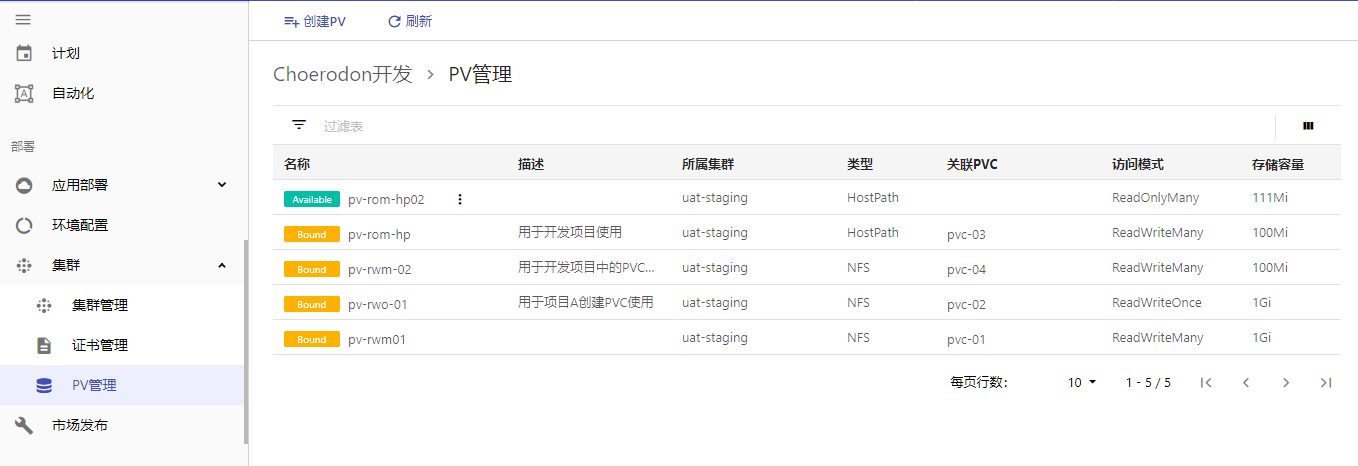 创建PV 刷新
计划
自动化
部署
应用部署
环境配置
集群
集群管理
证书管理
PV管理
市场发布
Choerodon开发 > PV管理
过滤表
名称 描述 所属集群 类型 关联PVC 访问模式 存储容量
Available pv-rom-hp02 uat-staging HostPath ReadOnlyMany 111Mi
Bound pv-rom-hp 用于开发项目使用 uat-staging HostPath pvc-03 ReadWriteMany 100Mi
Bound pv-rwm-02 用于开发项目中的PVC... uat-staging NFS pvc-04 ReadWriteMany 100Mi
Bound pv-rwo-01 用于项目A创建PVC使用 uat-staging NFS pvc-02 ReadWriteOnce 1Gi
Bound pv-rwm01 uat-staging NFS pvc-01 ReadWriteMany 1Gi
每页行数： 10 1 - 5 / 5